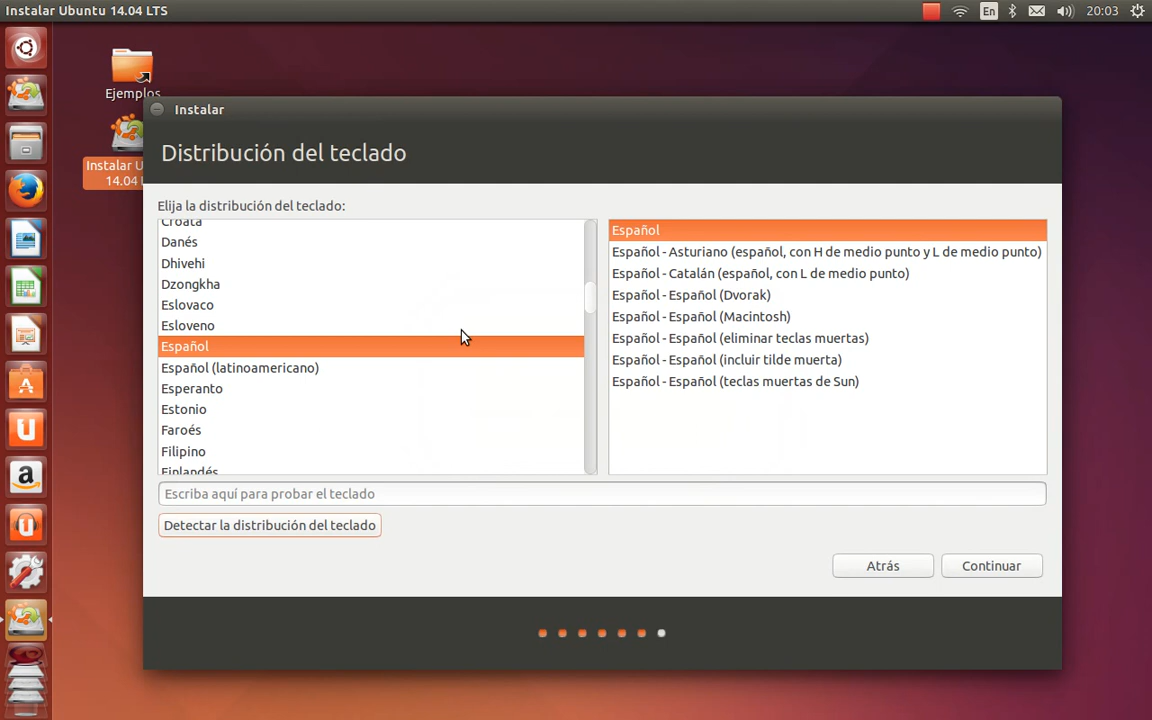 Instalar Ubuntu 14.04 LTS
En
20:03
Ejemplos
Instalar U
14.04 L
Instalar
Distribución del teclado
Elija la distribución del teclado:
Croata
Danés
Dhivehi
Dzongkha
Eslovaco
Esloveno
Español
Español (latinoamericano)
Esperanto
Estonio
Faroés
Filipino
Finlandés
Español
Español - Asturiano (español, con H de medio punto y L de medio punto)
Español - Catalán (español, con L de medio punto)
Español - Español (Dvorak)
Español - Español (Macintosh)
Español - Español (eliminar teclas muertas)
Español - Español (incluir tilde muerta)
Español - Español (teclas muertas de Sun)
Escriba aquí para probar el teclado
Detectar la distribución del teclado
Atrás
Continuar